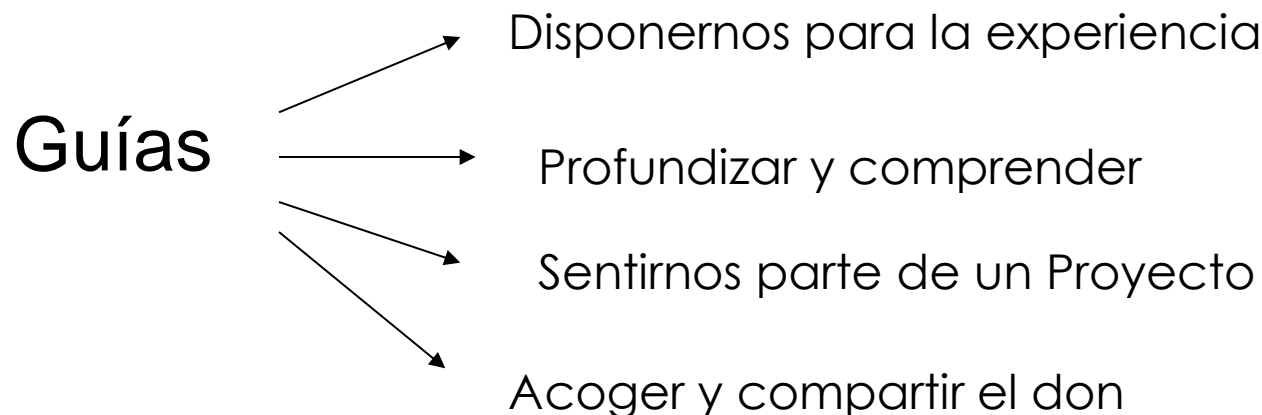 Disponernos para la experiencia
Guías
Profundizar y comprender
Sentirnos parte de un Proyecto
Acoger y compartir el don